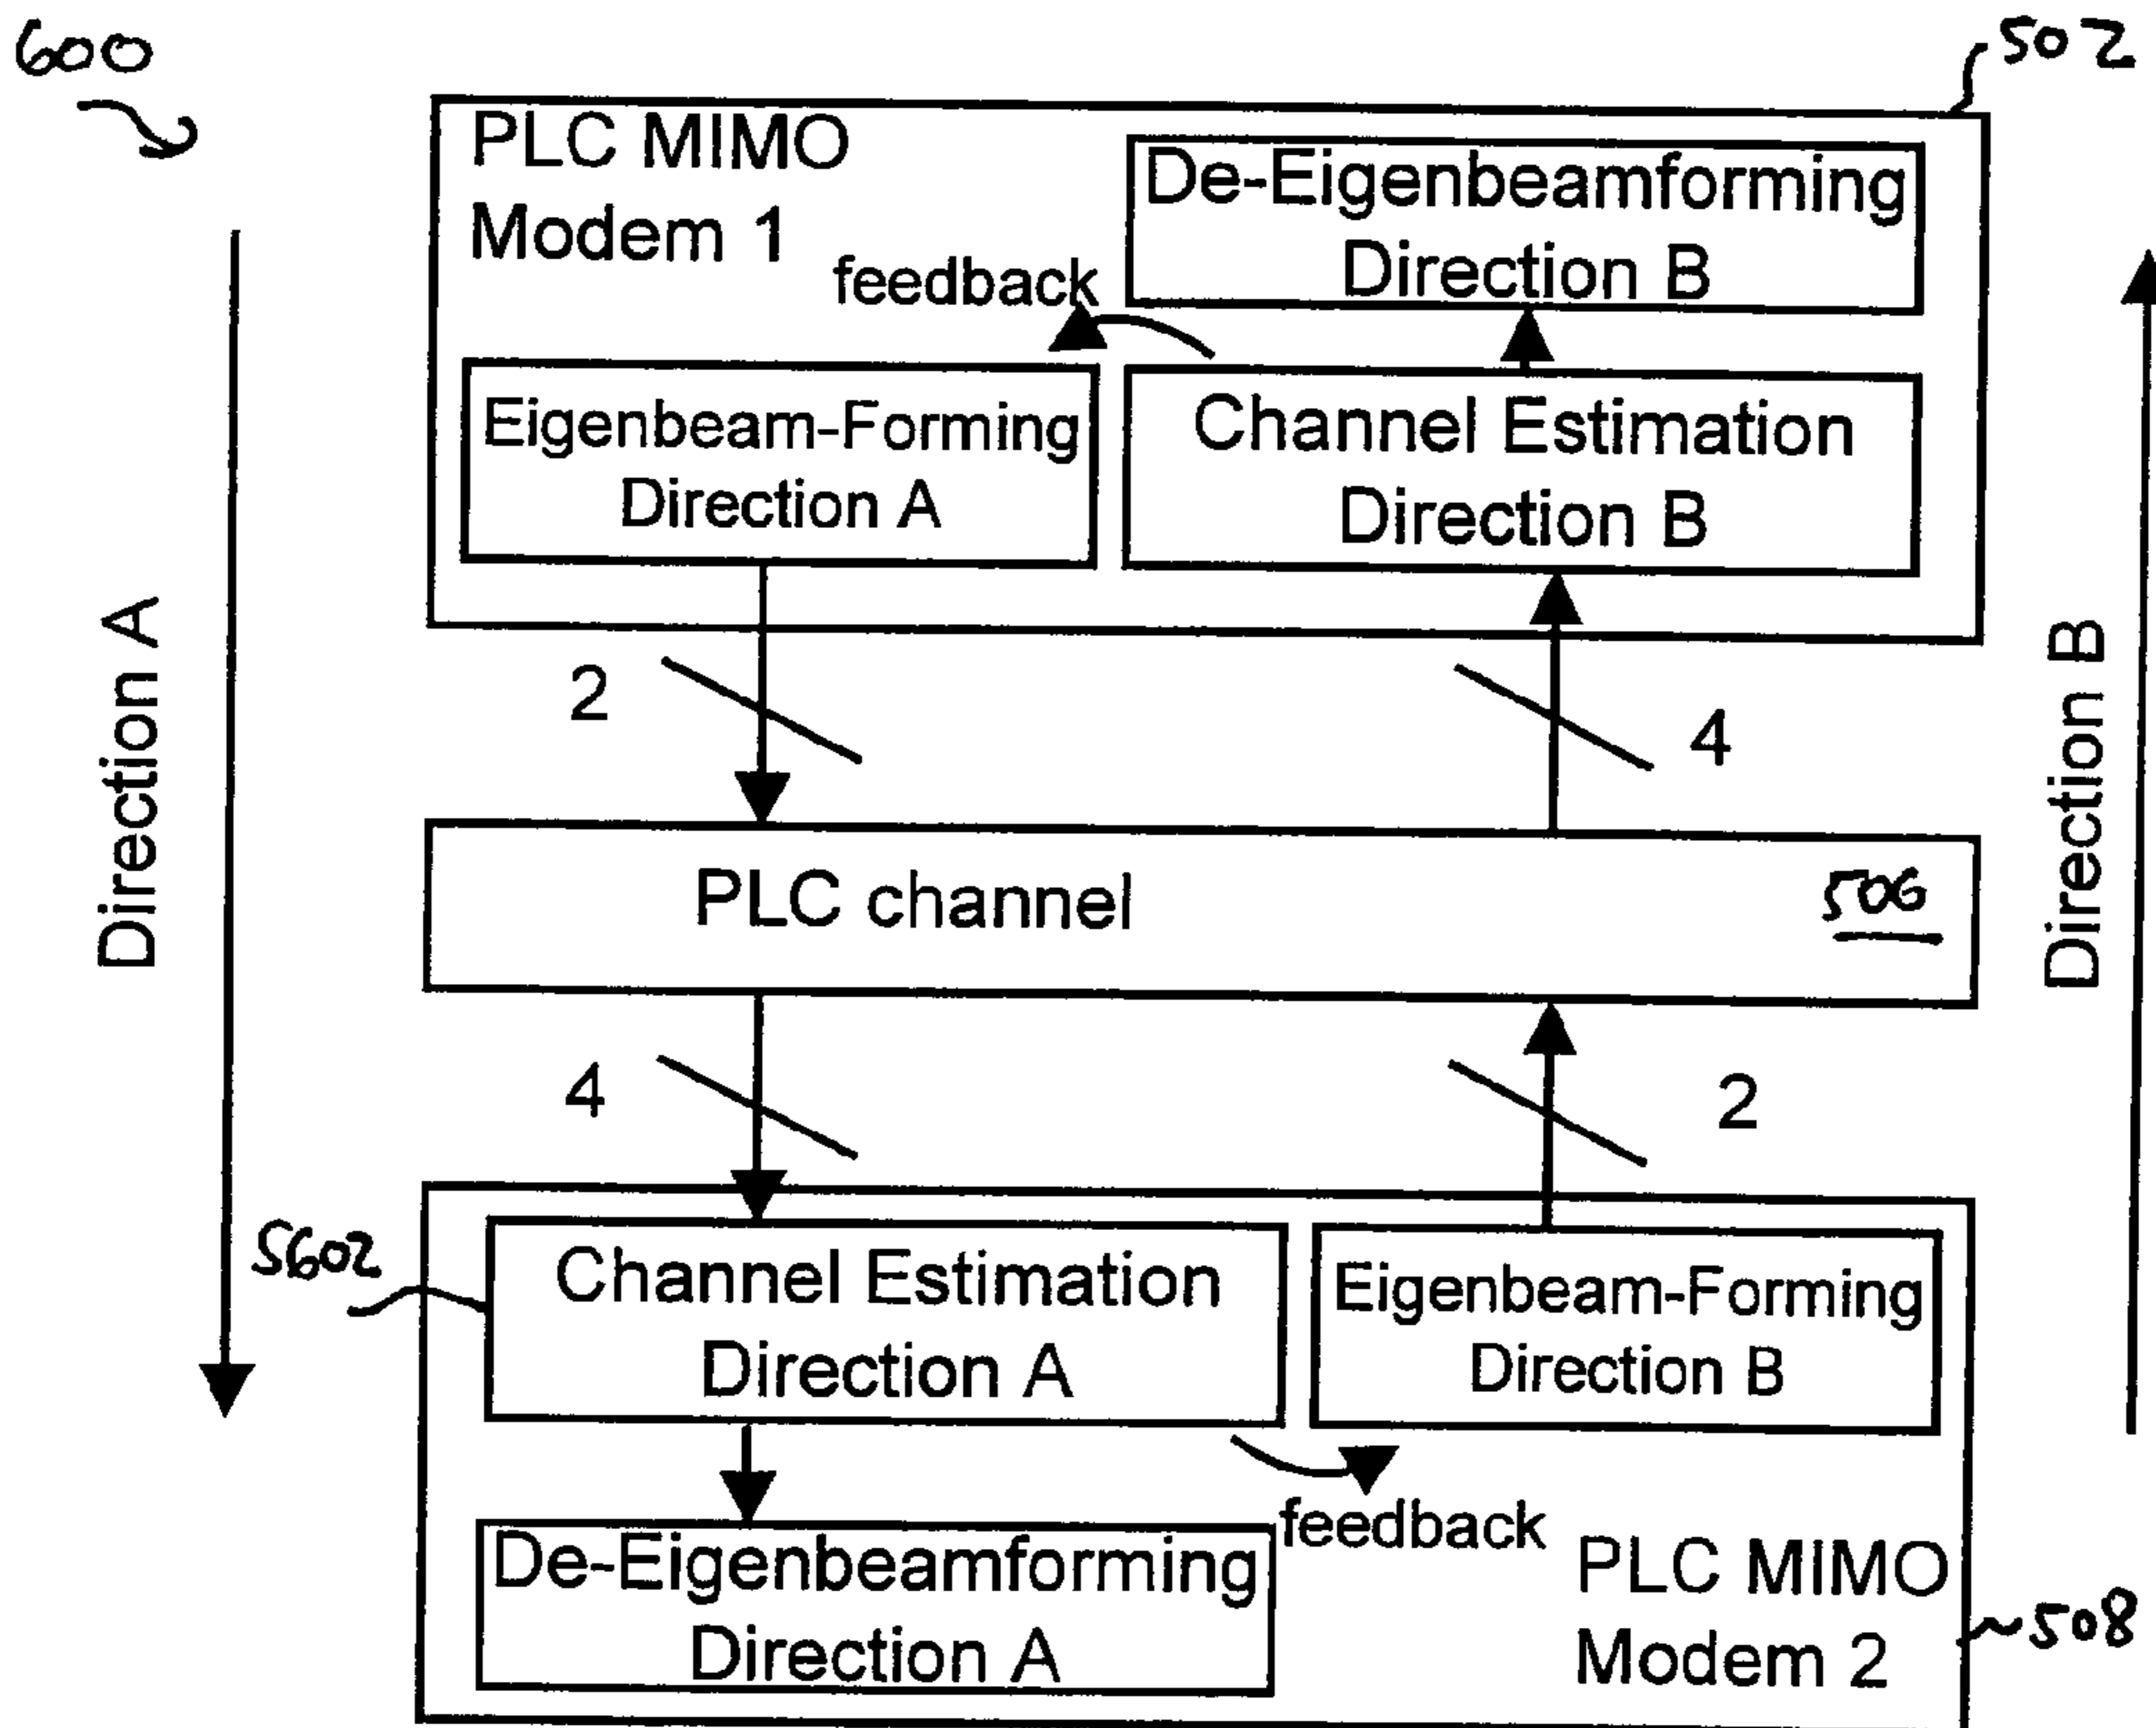 600
502
PLC MIMO
Modem 1
De-Eigenbeamforming
Direction B
feedback
Eigenbeam-Forming
Direction A
Channel Estimation
Direction B
2
4
Direction A
Direction B
PLC channel
506
4
2
S602
Channel Estimation
Direction A
Eigenbeam-Forming
Direction B
feedback
De-Eigenbeamforming
Direction A
PLC MIMO
Modem 2
508